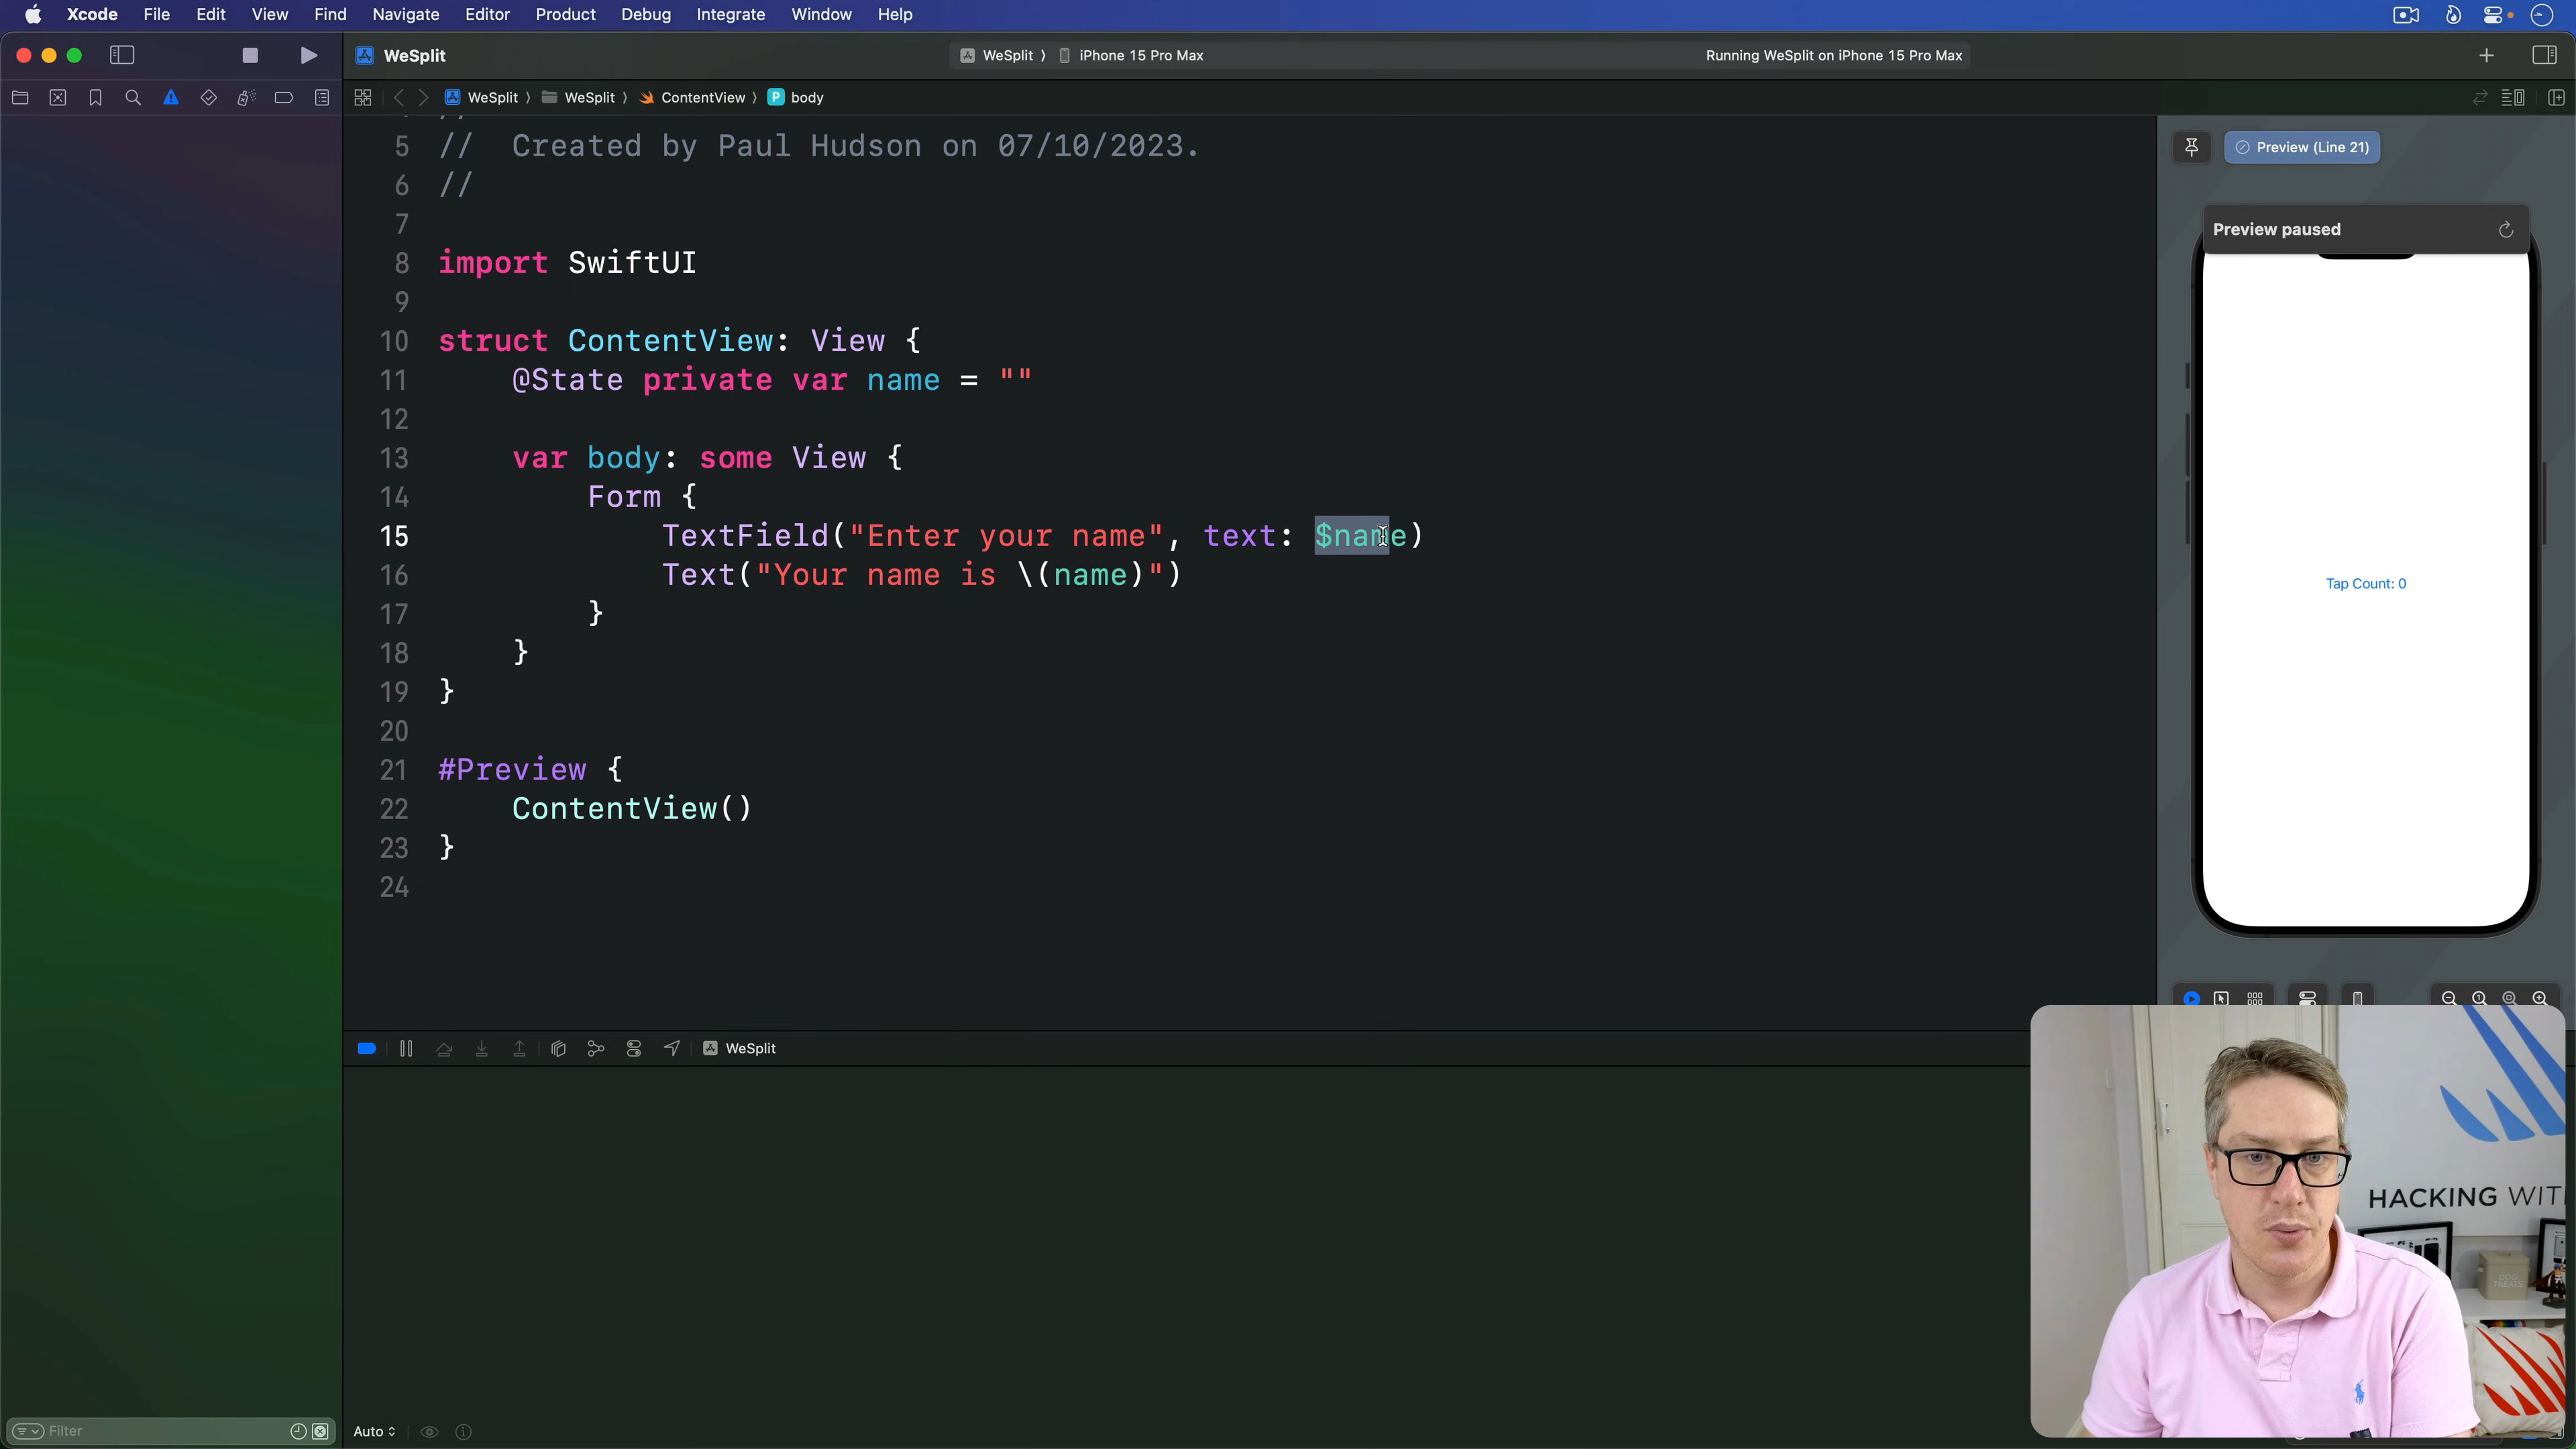 Xcode File Edit View Find Navigate Editor Product Debug Integrate Window Help
WeSplit
WeSplit 〉 iPhone 15 Pro Max
Running WeSplit on iPhone 15 Pro Max
WeSplit 〉 WeSplit 〉 ContentView 〉 P body
5 //  Created by Paul Hudson on 07/10/2023.
6 //
7
8 import SwiftUI
9
10 struct ContentView: View {
11     @State private var name = ""
12
13     var body: some View {
14         Form {
15             TextField("Enter your name", text: $name)
16             Text("Your name is \(name)")
17         }
18     }
19 }
20
21 #Preview {
22     ContentView()
23 }
24
Preview (Line 21)
Preview paused
Tap Count: 0
WeSplit
HACKING WIT
DOG
TREATS
Filter
Auto